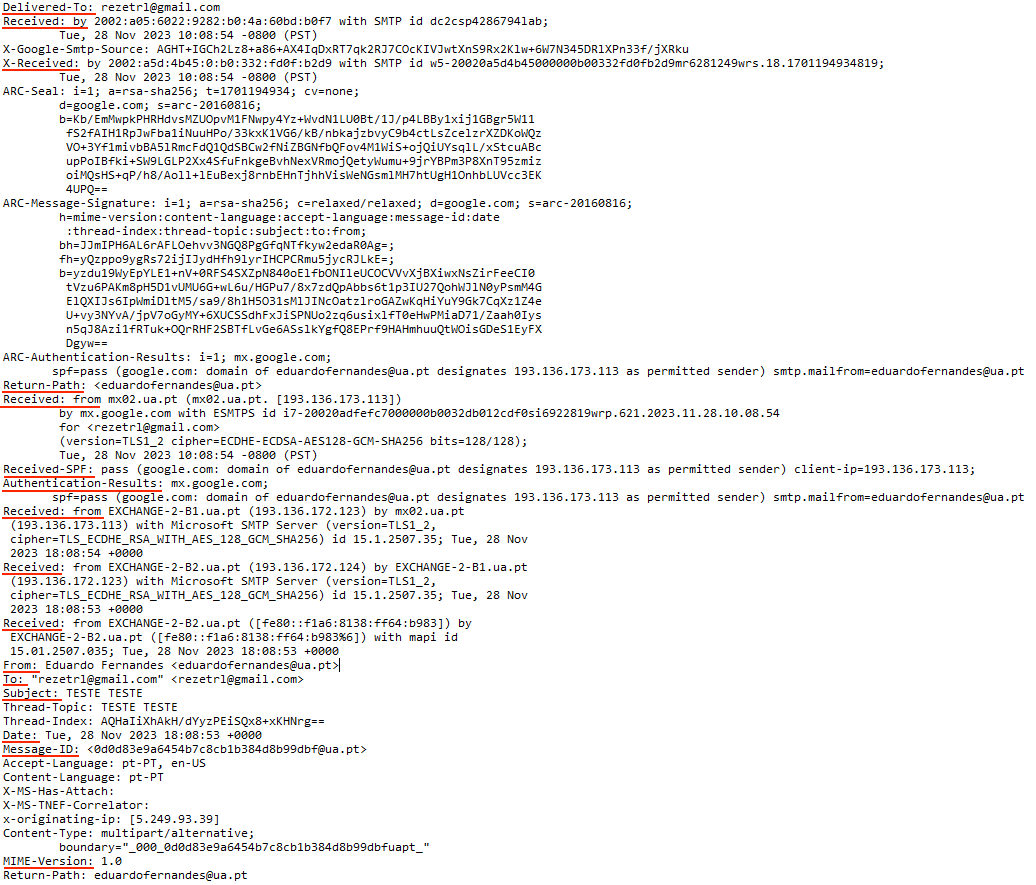 Delivered-To: rezetrl@gmail.com
Received: by 2002:a05:6022:9282:b0:4a:60bd:b0f7 with SMTP id dc2csp4286794lab;
Tue, 28 Nov 2023 10:08:54 -0800 (PST)
X-Google-Smtp-Source: AGHT+IGCh2Lz8+a86+AX4IqDxRT7qk2RJ7COcKIVJwtXnS9Rx2Klw+6W7N345DRlXPn33f/jXRku
X-Received: by 2002:a5d:4b45:0:b0:332:fd0f:b2d9 with SMTP id w5-20020a5d4b45000000b00332fd0fb2d9mr6281249wrs.18.1701194934819;
Tue, 28 Nov 2023 10:08:54 -0800 (PST)
ARC-Seal: i=1; a=rsa-sha256; t=1701194934; cv=none;
d=google.com; s=arc-20160816;
b=Kb/EmMwpkPHRHdvsMZUOpvM1FNwpy4Yz+WvdN1LU0Bt/1J/p4LBBy1xij1GBgr5W11
fS2fAIH1RpJwFba1iNuuHPo/33kxK1VG6/kB/nbkajzbvyC9b4ctLsZcelzrXZDKoWQz
VO+3Yf1mivbBA5lRmcFdQ1QdSBCw2fNiZBGNfbQFov4M1WiS+ojQiUYsqlL/xStcuABc
upPoIBfki+SW9LGLP2Xx4SfuFnkgeBvhNexVRmojQetyWumu+9jrYBPm3P8XnT95zmiz
oiMQsHS+qP/h8/Aoll+lEuBexj8rnbEHnTjhhVisWeNGsmlMH7htUgH1OnhbLUVcc3EK
4UPQ==
ARC-Message-Signature: i=1; a=rsa-sha256; c=relaxed/relaxed; d=google.com; s=arc-20160816;
h=mime-version:content-language:accept-language:message-id:date
:thread-index:thread-topic:subject:to:from;
bh=JJmIPH6AL6rAFLOehvv3NGQ8PgGfqNTfkyw2edaR0Ag=;
fh=yQzppo9ygRs72ijIJydHfh9lyrIHCPCRmu5jycRJLkE=;
b=yzdu19WyEpYLE1+nV+0RFS4SXZpN840oElfbONIleUCOCVVvXjBXiwxNsZirFeeCI0
tVzu6PAKm8pH5D1vUMU6G+wL6u/HGPu7/8x7zdQpAbbs6t1p3IU27QohWJlN0yPsmM4G
ElQXIJs6IpWmiDltM5/sa9/8h1H5O31sMlJINcOatzlroGAZwKqHiYuY9Gk7CqXz1Z4e
U+vy3NYvA/jpV7oGyMY+6XUCSSdhFxJiSPNUo2zq6usixlfT0eHwPMiaD71/Zaah0Iys
n5qJ8Azi1fRTuk+OQrRHF2SBTfLvGe6ASslkYgfQ8EPrf9HAHmhuuQtWOisGDeS1EyFX
Dgyw==
ARC-Authentication-Results: i=1; mx.google.com;
spf=pass (google.com: domain of eduardofernandes@ua.pt designates 193.136.173.113 as permitted sender) smtp.mailfrom=eduardofernandes@ua.pt
Return-Path: <eduardofernandes@ua.pt>
Received: from mx02.ua.pt (mx02.ua.pt. [193.136.173.113])
by mx.google.com with ESMTPS id i7-20020adfefc7000000b0032db012cdf0si6922819wrp.621.2023.11.28.10.08.54
for <rezetrl@gmail.com>
(version=TLS1_2 cipher=ECDHE-ECDSA-AES128-GCM-SHA256 bits=128/128);
Tue, 28 Nov 2023 10:08:54 -0800 (PST)
Received-SPF: pass (google.com: domain of eduardofernandes@ua.pt designates 193.136.173.113 as permitted sender) client-ip=193.136.173.113;
Authentication-Results: mx.google.com;
spf=pass (google.com: domain of eduardofernandes@ua.pt designates 193.136.173.113 as permitted sender) smtp.mailfrom=eduardofernandes@ua.pt
Received: from EXCHANGE-2-B1.ua.pt (193.136.172.123) by mx02.ua.pt
(193.136.173.113) with Microsoft SMTP Server (version=TLS1_2,
cipher=TLS_ECDHE_RSA_WITH_AES_128_GCM_SHA256) id 15.1.2507.35; Tue, 28 Nov
2023 18:08:54 +0000
Received: from EXCHANGE-2-B2.ua.pt (193.136.172.124) by EXCHANGE-2-B1.ua.pt
(193.136.172.123) with Microsoft SMTP Server (version=TLS1_2,
cipher=TLS_ECDHE_RSA_WITH_AES_128_GCM_SHA256) id 15.1.2507.35; Tue, 28 Nov
2023 18:08:53 +0000
Received: from EXCHANGE-2-B2.ua.pt ([fe80::f1a6:8138:ff64:b983]) by
EXCHANGE-2-B2.ua.pt ([fe80::f1a6:8138:ff64:b983%6]) with mapi id
15.01.2507.035; Tue, 28 Nov 2023 18:08:53 +0000
From: Eduardo Fernandes <eduardofernandes@ua.pt>
To: "rezetrl@gmail.com" <rezetrl@gmail.com>
Subject: TESTE TESTE
Thread-Topic: TESTE TESTE
Thread-Index: AQHaIiXhAkH/dYyzPEiSQx8+xKHNrg==
Date: Tue, 28 Nov 2023 18:08:53 +0000
Message-ID: <0d0d83e9a6454b7c8cb1b384d8b99dbf@ua.pt>
Accept-Language: pt-PT, en-US
Content-Language: pt-PT
X-MS-Has-Attach:
X-MS-TNEF-Correlator:
x-originating-ip: [5.249.93.39]
Content-Type: multipart/alternative;
boundary="_000_0d0d83e9a6454b7c8cb1b384d8b99dbfuapt_"
MIME-Version: 1.0
Return-Path: eduardofernandes@ua.pt